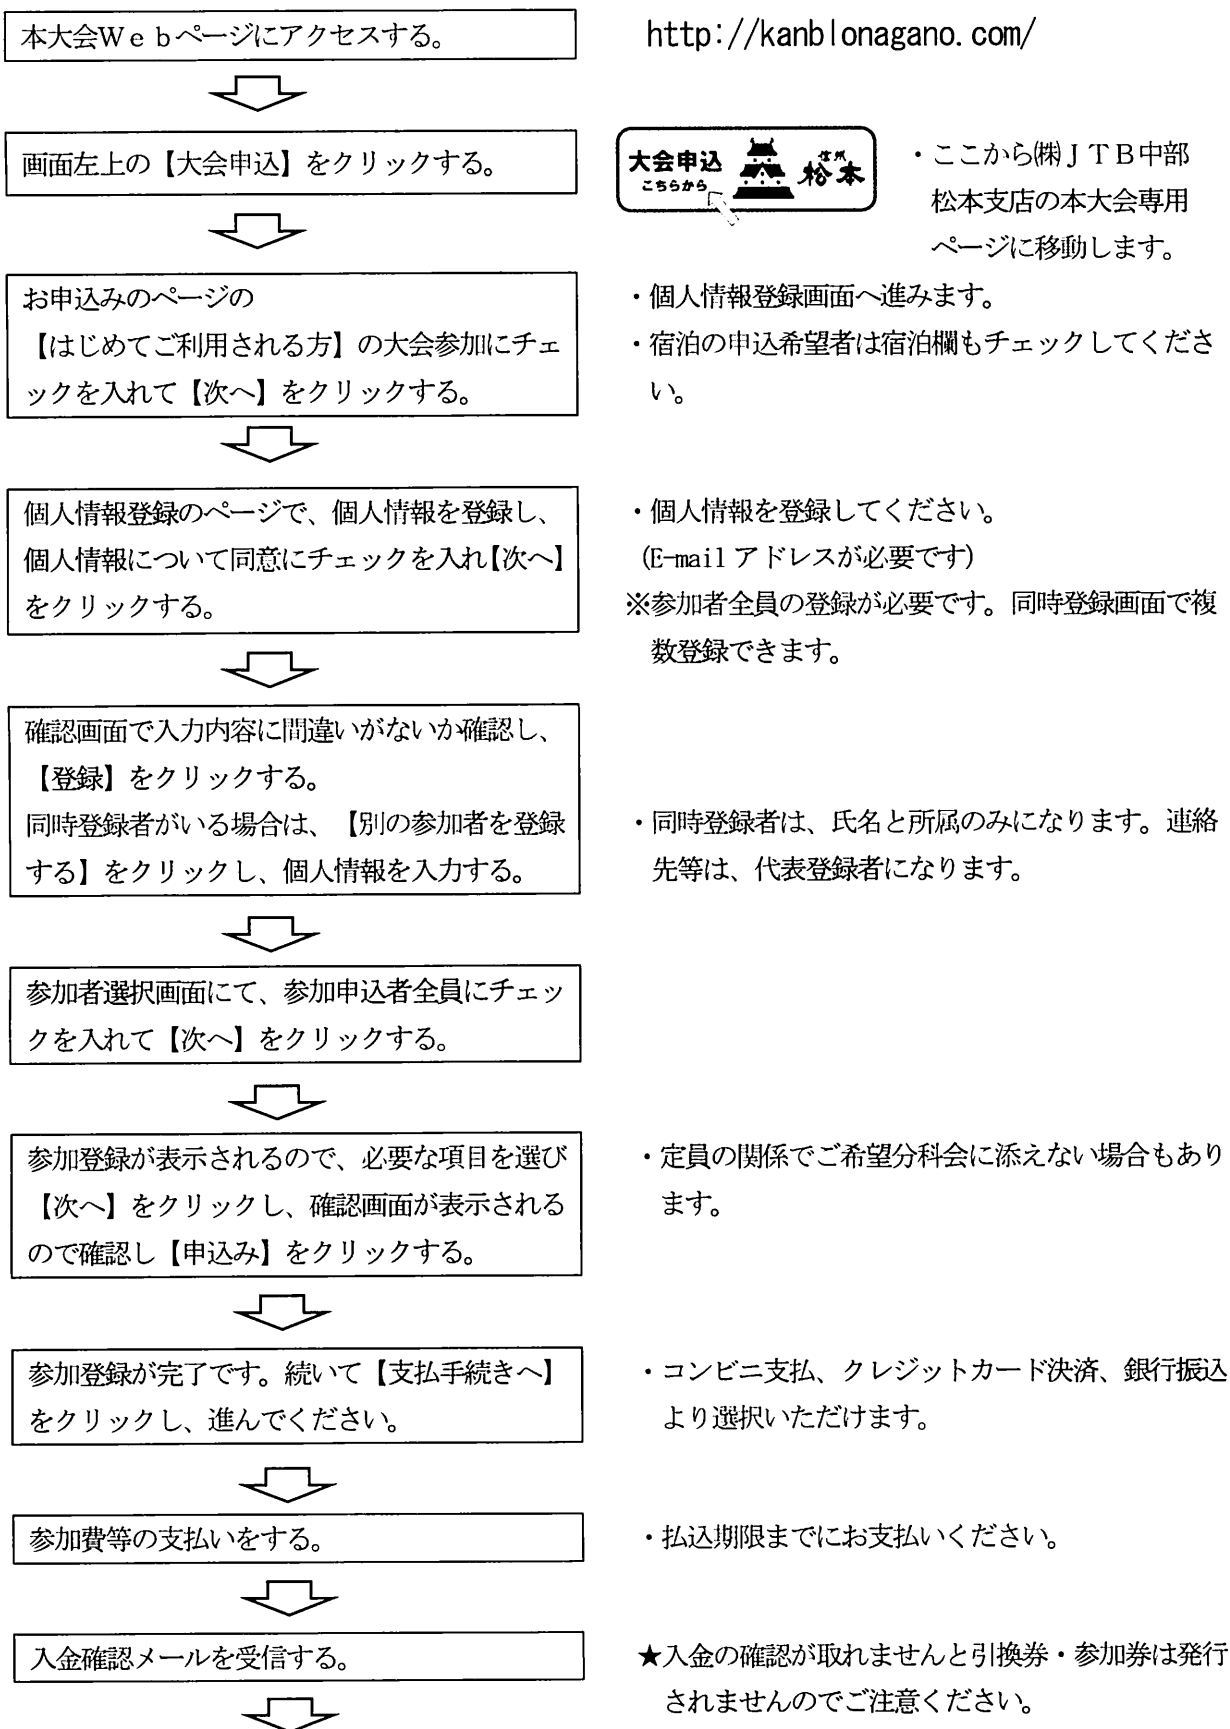 本大会Ｗｅｂページにアクセスする。
http://kanblonagano.com/
画面左上の【大会申込】をクリックする。
大会申込
こちらから
信州
松本
・ここから㈱ＪＴＢ中部
松本支店の本大会専用
ページに移動します。
お申込みのページの
【はじめてご利用される方】の大会参加にチェ
ックを入れて【次へ】をクリックする。
・個人情報登録画面へ進みます。
・宿泊の申込希望者は宿泊欄もチェックしてくださ
い。
個人情報登録のページで、個人情報を登録し、
個人情報について同意にチェックを入れ【次へ】
をクリックする。
・個人情報を登録してください。
(E-mail アドレスが必要です)
※参加者全員の登録が必要です。同時登録画面で複
数登録できます。
確認画面で入力内容に間違いがないか確認し、
【登録】をクリックする。
同時登録者がいる場合は、【別の参加者を登録
する】をクリックし、個人情報を入力する。
・同時登録者は、氏名と所属のみになります。連絡
先等は、代表登録者になります。
参加者選択画面にて、参加申込者全員にチェッ
クを入れて【次へ】をクリックする。
参加登録が表示されるので、必要な項目を選び
【次へ】をクリックし、確認画面が表示される
ので確認し【申込み】をクリックする。
・定員の関係でご希望分科会に添えない場合もあり
ます。
参加登録が完了です。続いて【支払手続きへ】
をクリックし、進んでください。
・コンビニ支払、クレジットカード決済、銀行振込
より選択いただけます。
参加費等の支払いをする。
・払込期限までにお支払いください。
入金確認メールを受信する。
★入金の確認が取れませんと引換券・参加券は発行
されませんのでご注意ください。